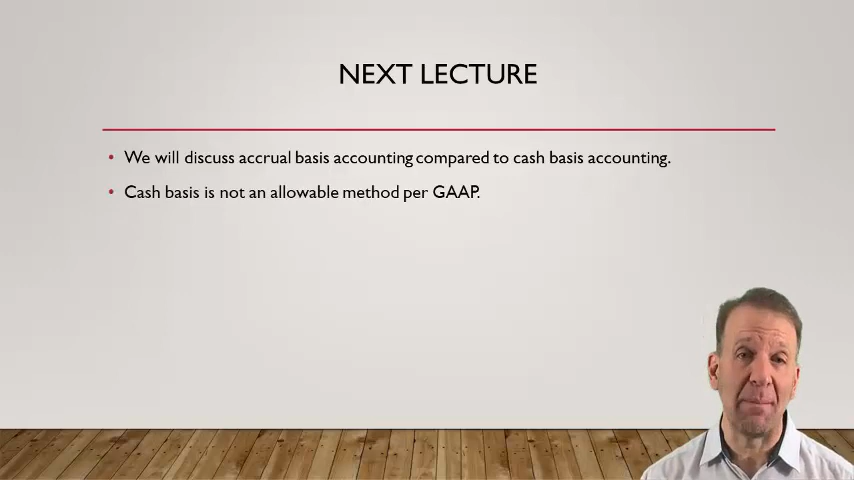 NEXT LECTURE
• We will discuss accrual basis accounting compared to cash basis accounting.
• Cash basis is not an allowable method per GAAP.